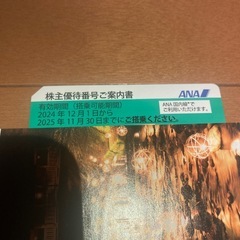 株主優待番号ご案内書
ANA
有効期間（搭乗可能期間）
2024年12月1日から
2025年11月30日までにご搭乗ください。
ANA国内線*で
ご利用いただけます。